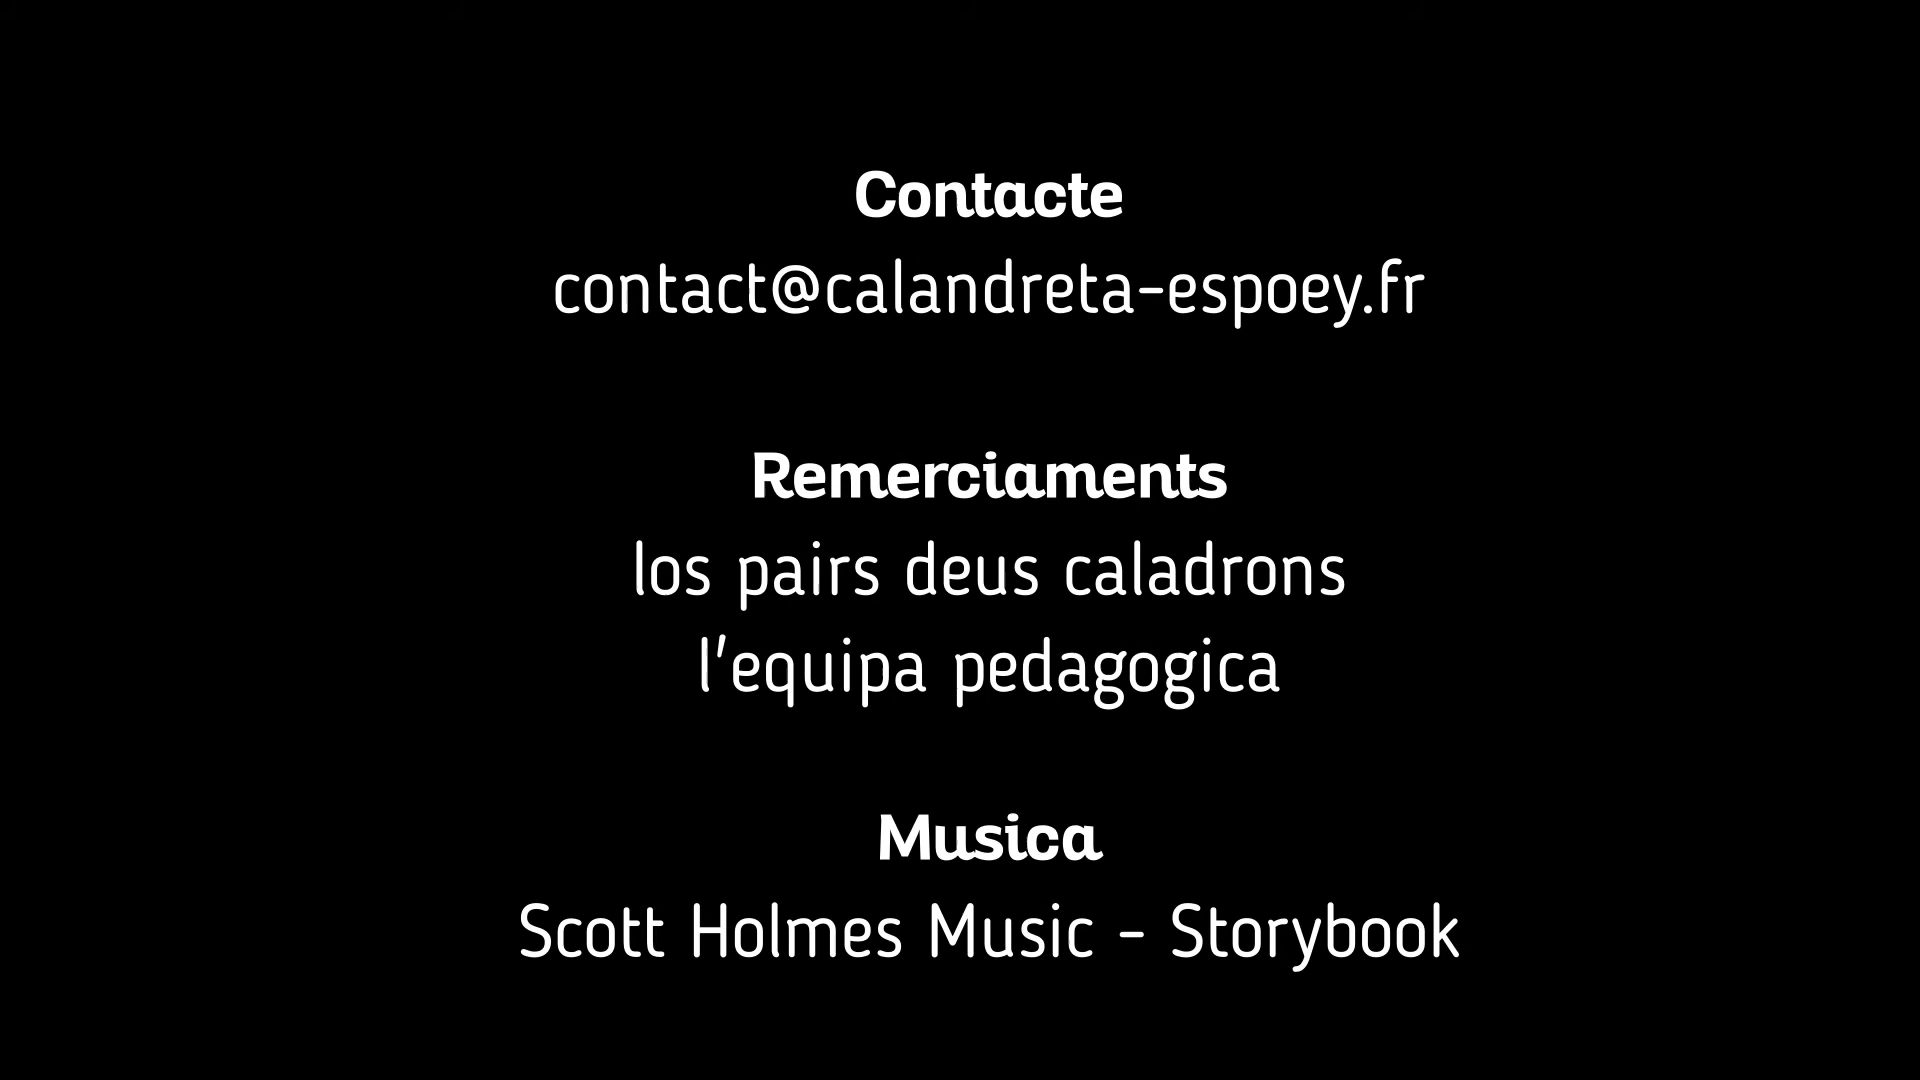 Contacte
contact@calandreta-espoey.fr
Remerciaments
los pairs deus caladrons
l'equipa pedagogica
Musica
Scott Holmes Music - Storybook